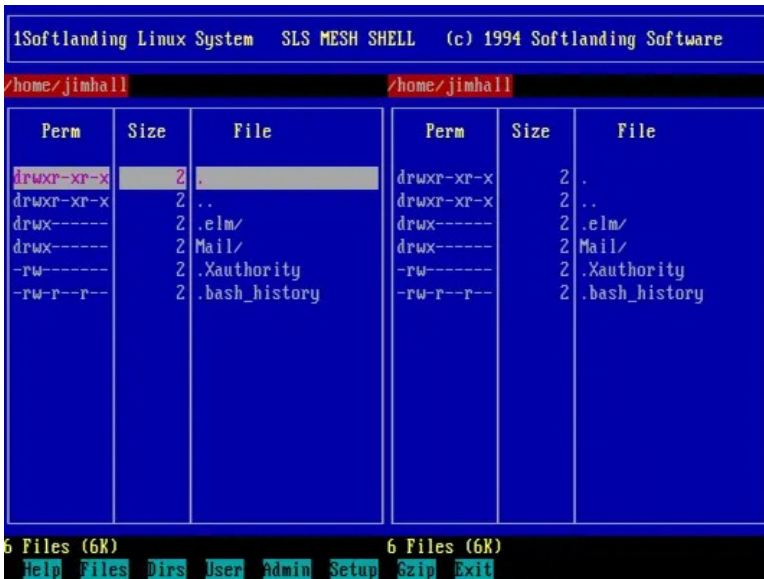 1Softlanding Linux System SLS MESH SHELL (c) 1994 Softlanding Software
/home/jimhall /home/jimhall
Perm Size File Perm Size File
drwxr-xr-x 2 . drwxr-xr-x 2 .
drwxr-xr-x 2 .. drwxr-xr-x 2 ..
drwx------ 2 .elm/ drwx------ 2 .elm/
drwx------ 2 Mail/ drwx------ 2 Mail/
-rw------- 2 .Xauthority -rw------- 2 .Xauthority
-rw-r--r-- 2 .bash_history -rw-r--r-- 2 .bash_history
6 Files (6K) 6 Files (6K)
Help Files Dirs User Admin Setup Gzip Exit